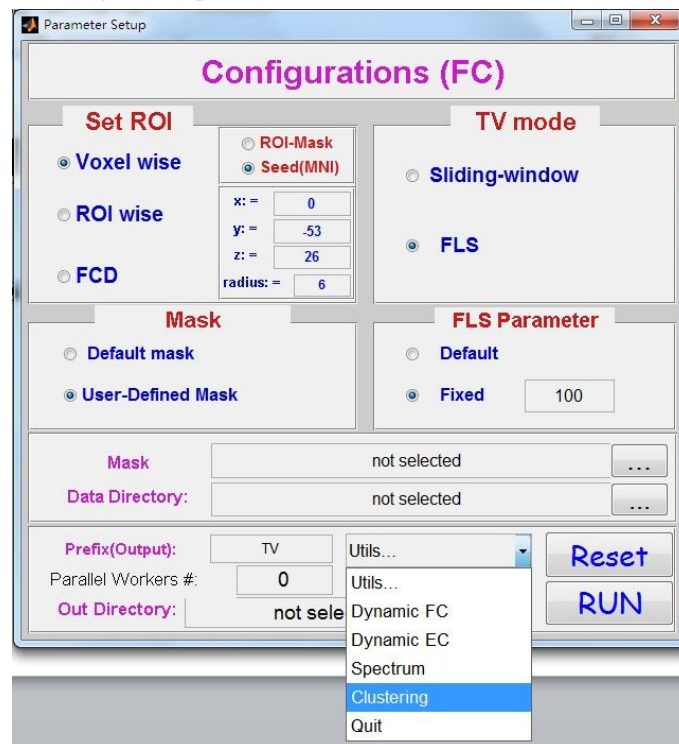 Parameter Setup
Configurations (FC)
Set ROI
Voxel wise
ROI wise
FCD
ROI-Mask
Seed(MNI)
x: = 0
y: = -53
z: = 26
radius: = 6
TV mode
Sliding-window
FLS
Mask
Default mask
User-Defined Mask
FLS Parameter
Default
Fixed 100
Mask not selected ...
Data Directory: not selected ...
Prefix(Output): TV Utils... Reset
Parallel Workers #: 0
Out Directory: not sele RUN
Utils...
Dynamic FC
Dynamic EC
Spectrum
Clustering
Quit